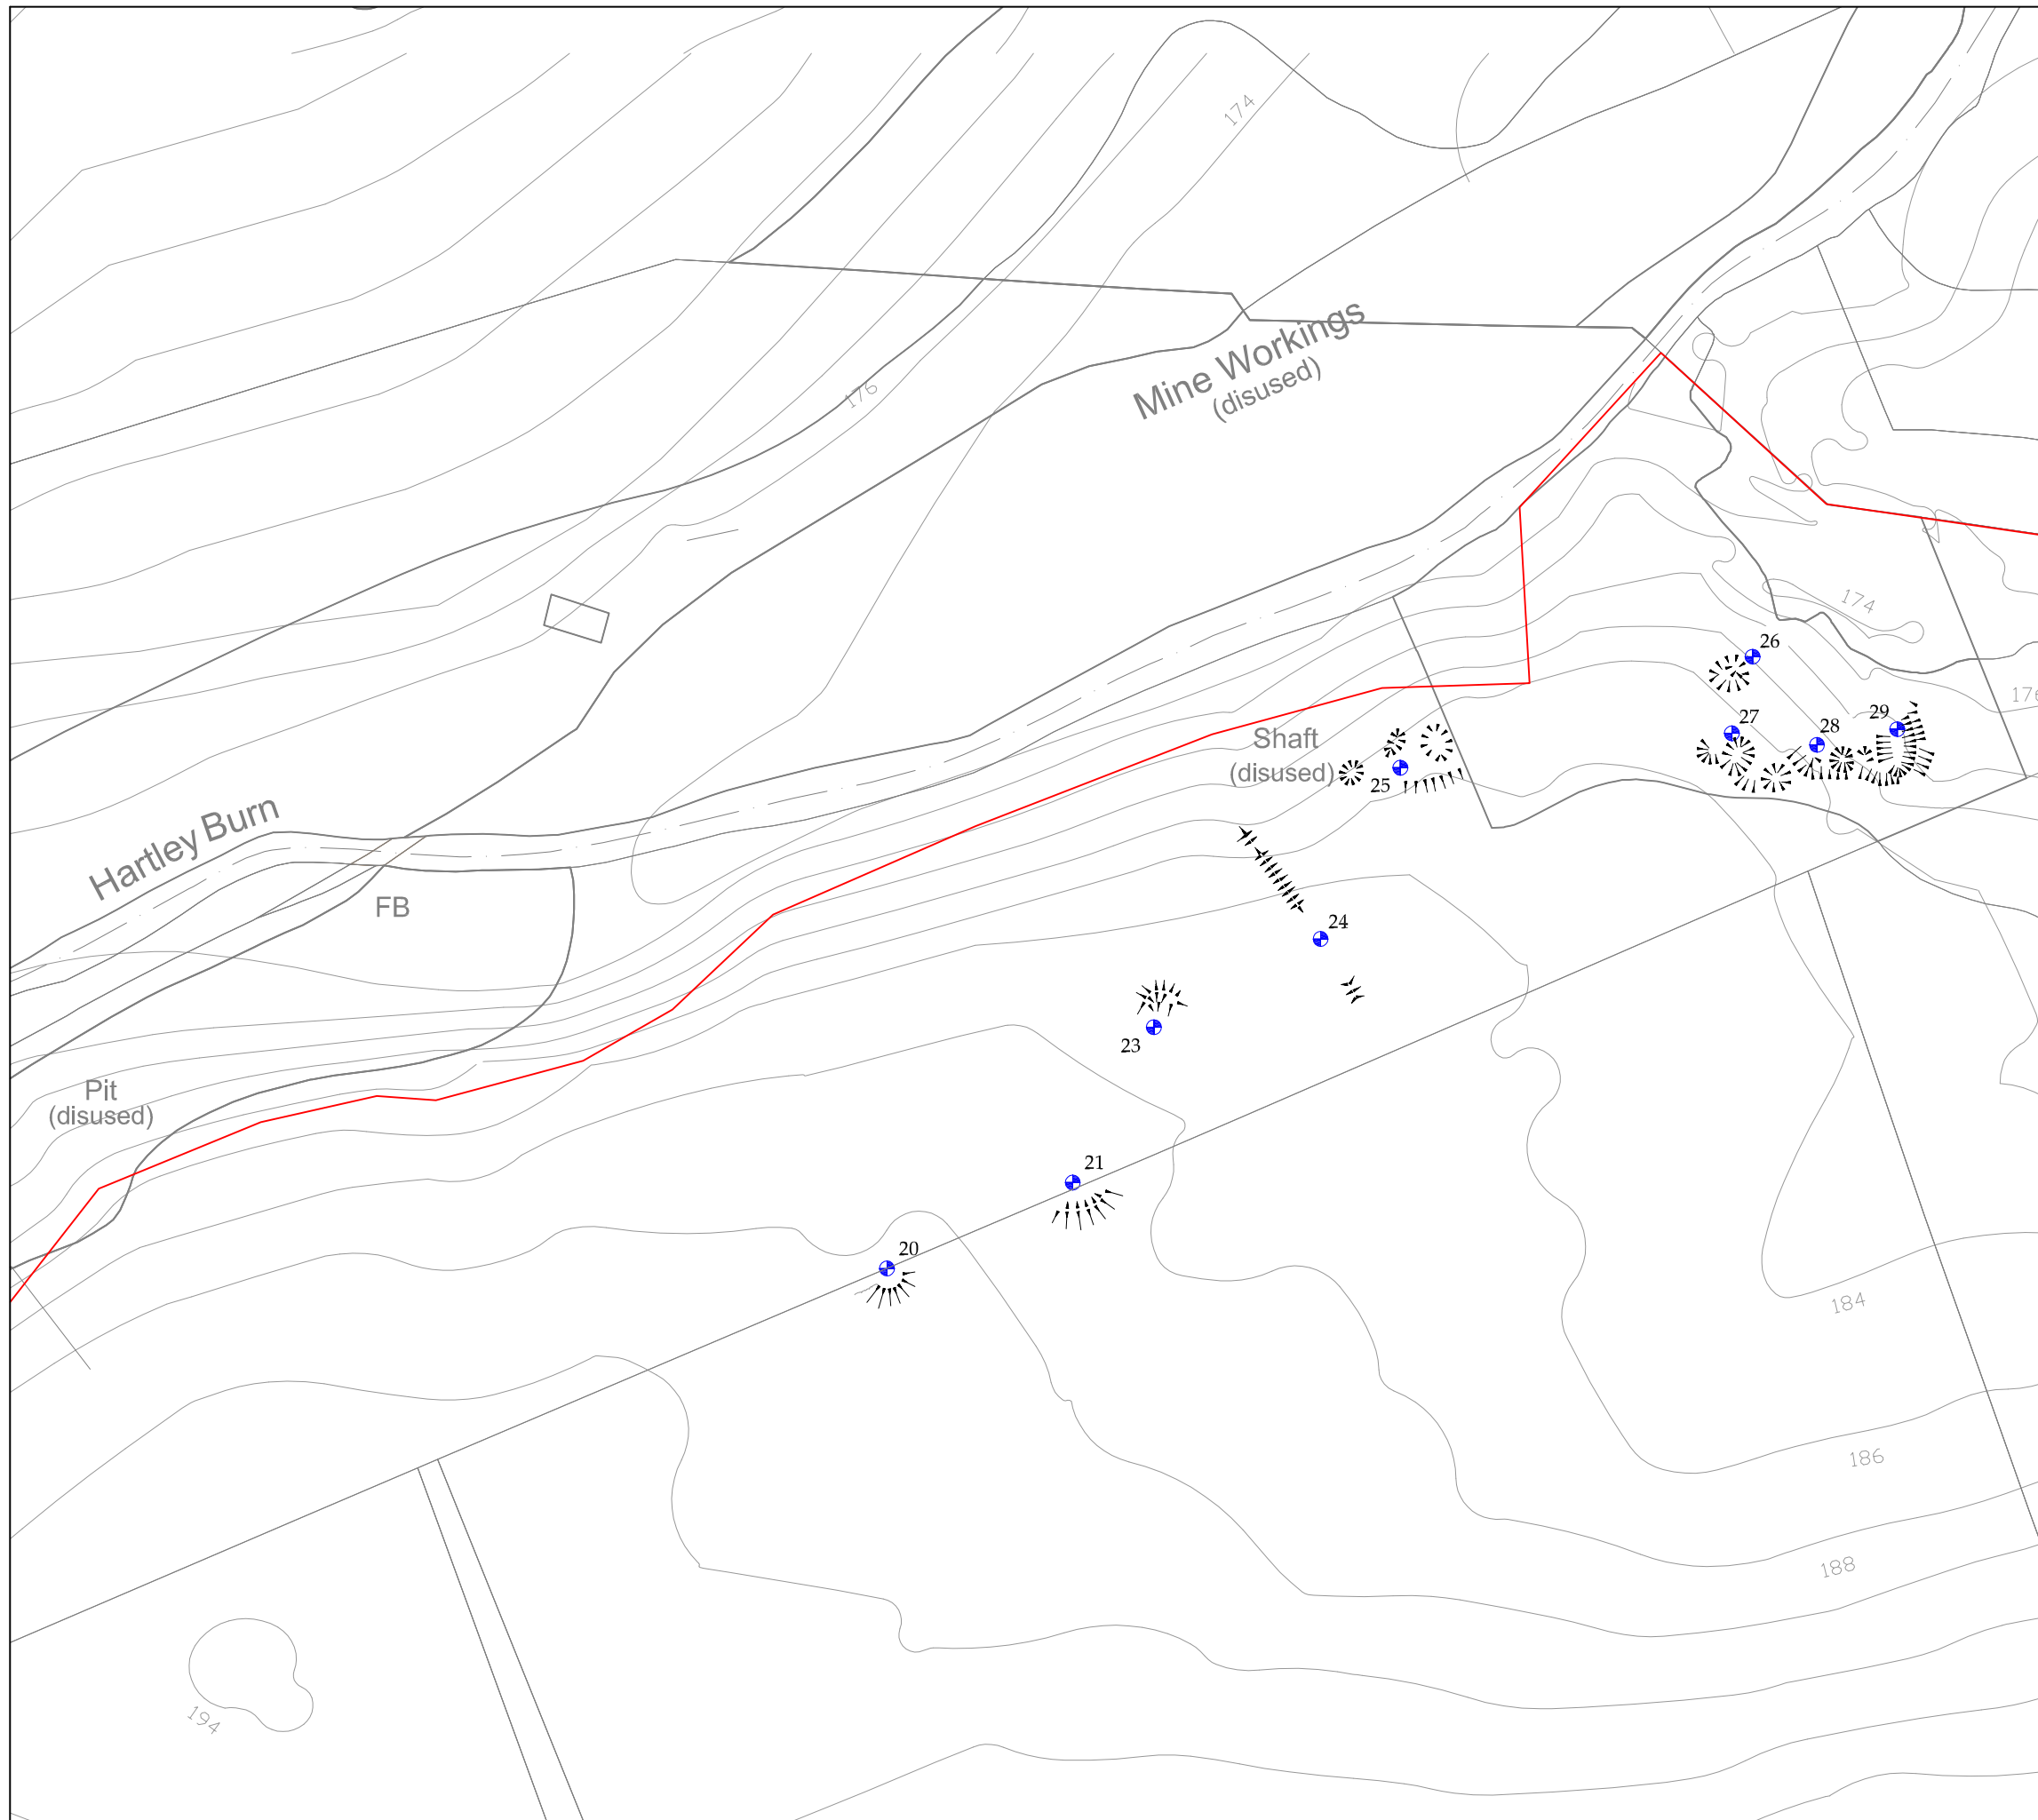 174
Mine Workings
(disused)
176
174
26
176
27
28
29
Shaft
(disused)
25
Hartley Burn
FB
24
23
Pit
(disused)
21
20
184
186
188
194